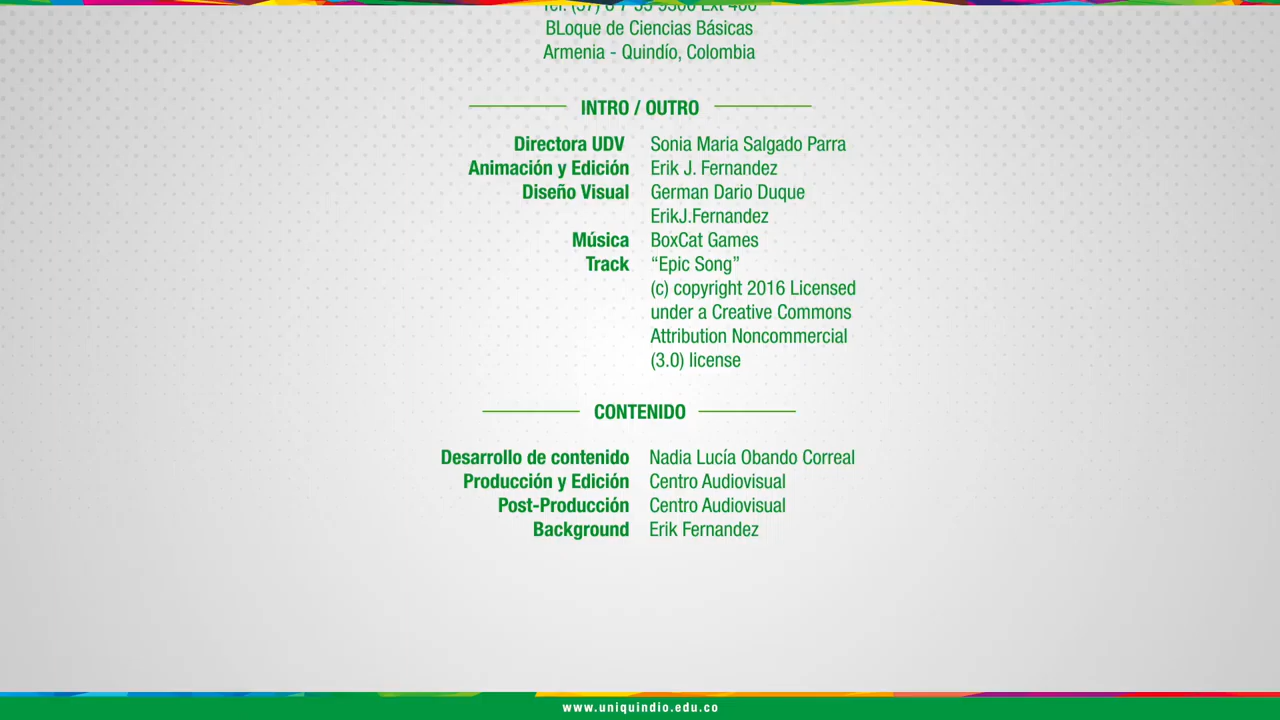 BLoque de Ciencias Básicas
Armenia - Quindío, Colombia
INTRO / OUTRO
Directora UDV Sonia Maria Salgado Parra
Animación y Edición Erik J. Fernandez
Diseño Visual German Dario Duque
ErikJ.Fernandez
Música BoxCat Games
Track “Epic Song”
(c) copyright 2016 Licensed
under a Creative Commons
Attribution Noncommercial
(3.0) license
CONTENIDO
Desarrollo de contenido Nadia Lucía Obando Correal
Producción y Edición Centro Audiovisual
Post-Producción Centro Audiovisual
Background Erik Fernandez
www.uniquindio.edu.co